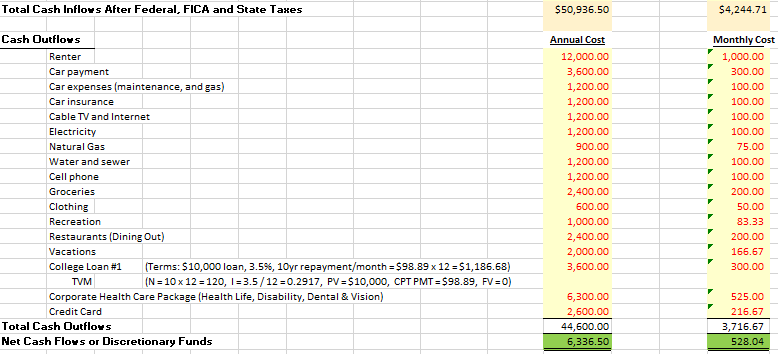 Total Cash Inflows After Federal, FICA and State Taxes $50,936.50 $4,244.71
Cash Outflows Annual Cost Monthly Cost
Renter 12,000.00 1,000.00
Car payment 3,600.00 300.00
Car expenses (maintenance, and gas) 1,200.00 100.00
Car insurance 1,200.00 100.00
Cable TV and Internet 1,200.00 100.00
Electricity 1,200.00 100.00
Natural Gas 900.00 75.00
Water and sewer 1,200.00 100.00
Cell phone 1,200.00 100.00
Groceries 2,400.00 200.00
Clothing 600.00 50.00
Recreation 1,000.00 83.33
Restaurants (Dining Out) 2,400.00 200.00
Vacations 2,000.00 166.67
College Loan #1 (Terms: $10,000 loan, 3.5%, 10yr repayment/month = $98.89 x 12 = $1,186.68) 3,600.00 300.00
TVM (N = 10 x 12 = 120, I = 3.5 / 12 = 0.2917, PV = $10,000, CPT PMT = $98.89, FV = 0)
Corporate Health Care Package (Health Life, Disability, Dental & Vision) 6,300.00 525.00
Credit Card 2,600.00 216.67
Total Cash Outflows 44,600.00 3,716.67
Net Cash Flows or Discretionary Funds 6,336.50 528.04